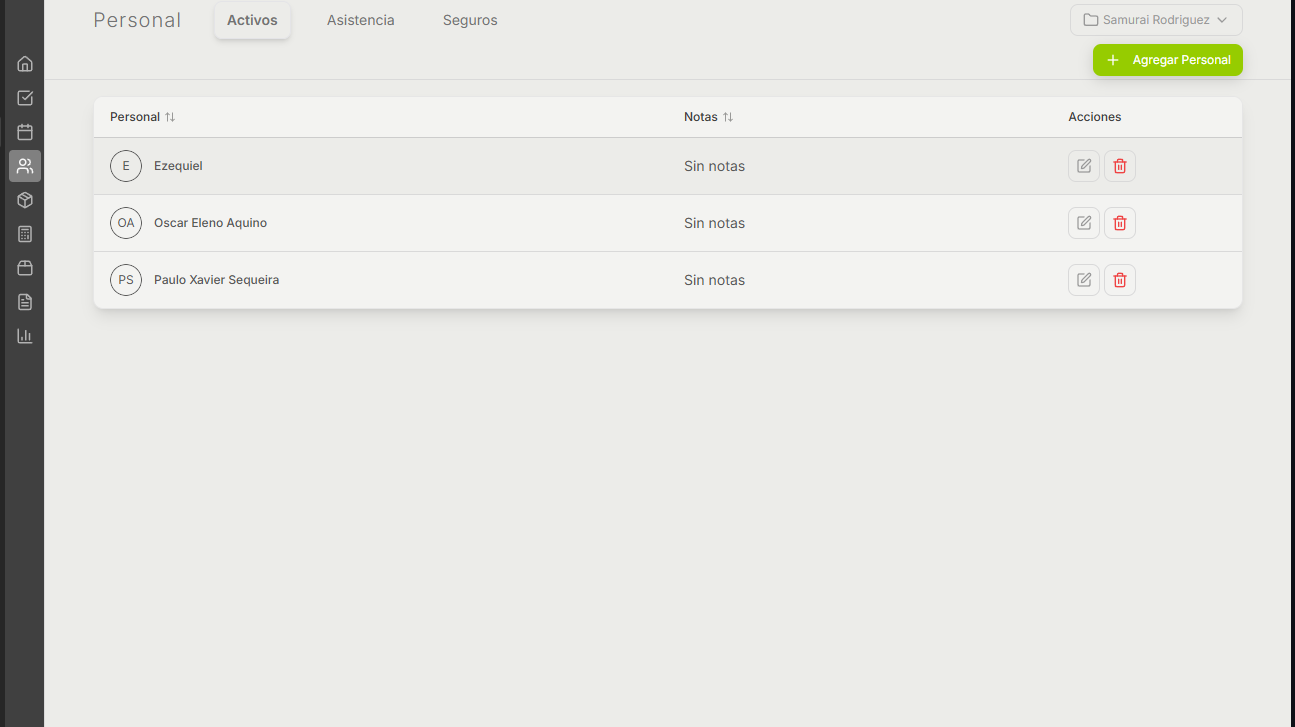 Personal
Activos
Asistencia
Seguros
Samurai Rodriguez
Agregar Personal
Personal
Notas
Acciones
E
Ezequiel
Sin notas
OA
Oscar Eleno Aquino
Sin notas
PS
Paulo Xavier Sequeira
Sin notas